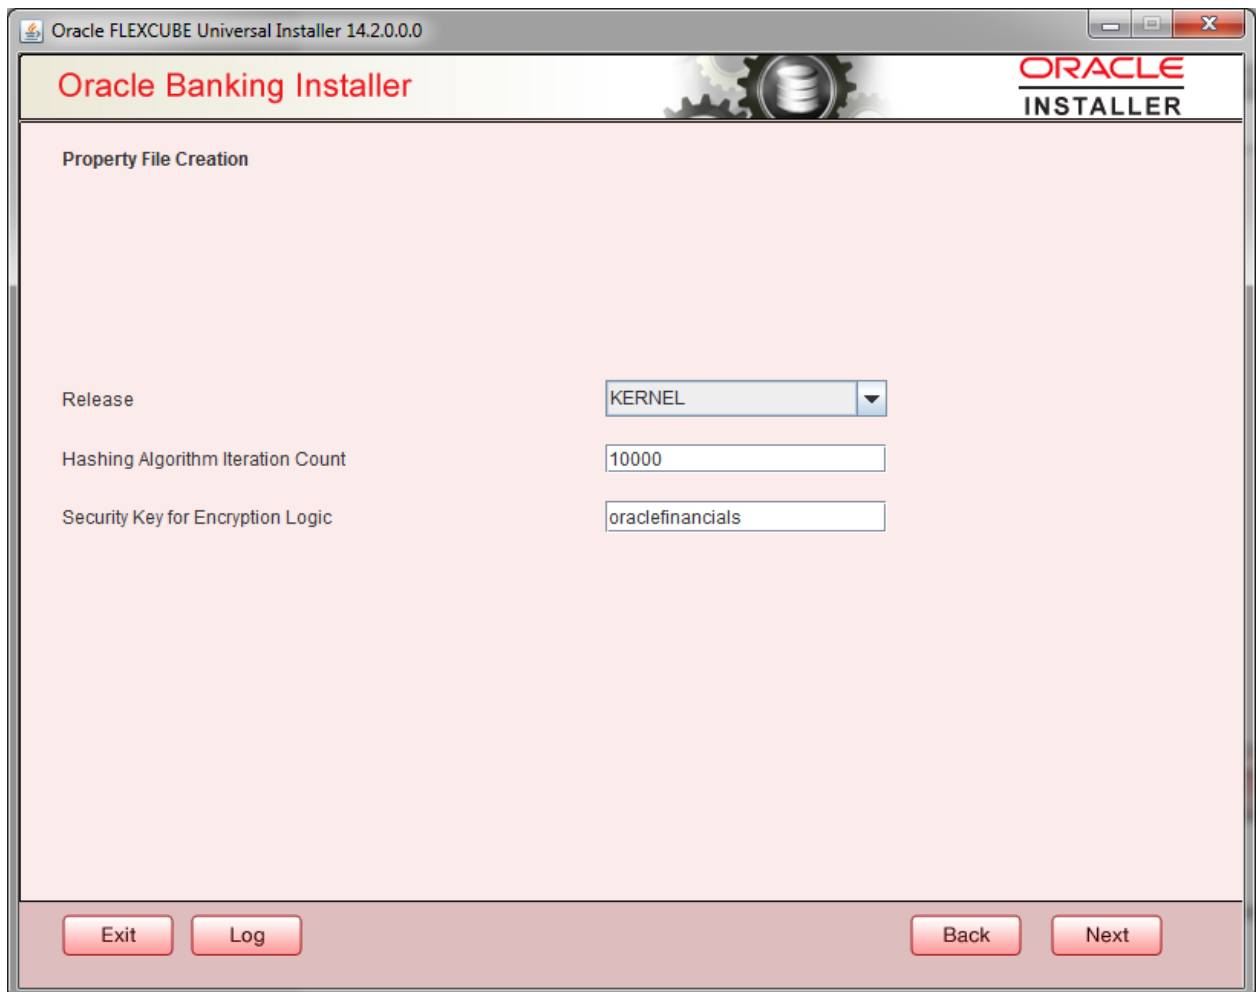 Oracle FLEXCUBE Universal Installer 14.2.0.0.0
Oracle Banking Installer
ORACLE
INSTALLER
Property File Creation
Release KERNEL
Hashing Algorithm Iteration Count 10000
Security Key for Encryption Logic oraclefinancials
Exit Log Back Next